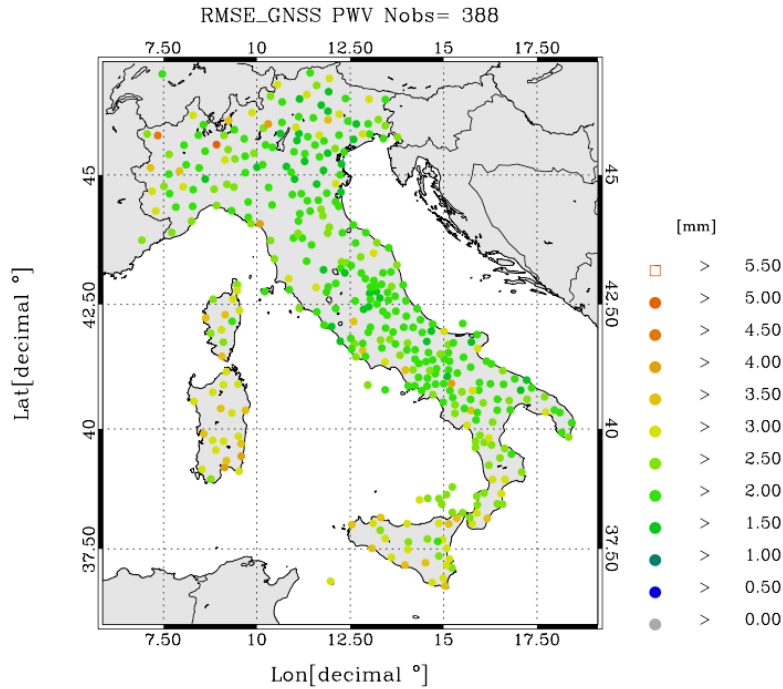 RMSE_GNSS PWV Nobs= 388
7.50 10 12.50 15 17.50
45 45
42.50 42.50
40 40
37.50 37.50
7.50 10 12.50 15 17.50
Lat[decimal °]
Lon[decimal °]
[mm]
> 5.50
> 5.00
> 4.50
> 4.00
> 3.50
> 3.00
> 2.50
> 2.00
> 1.50
> 1.00
> 0.50
> 0.00